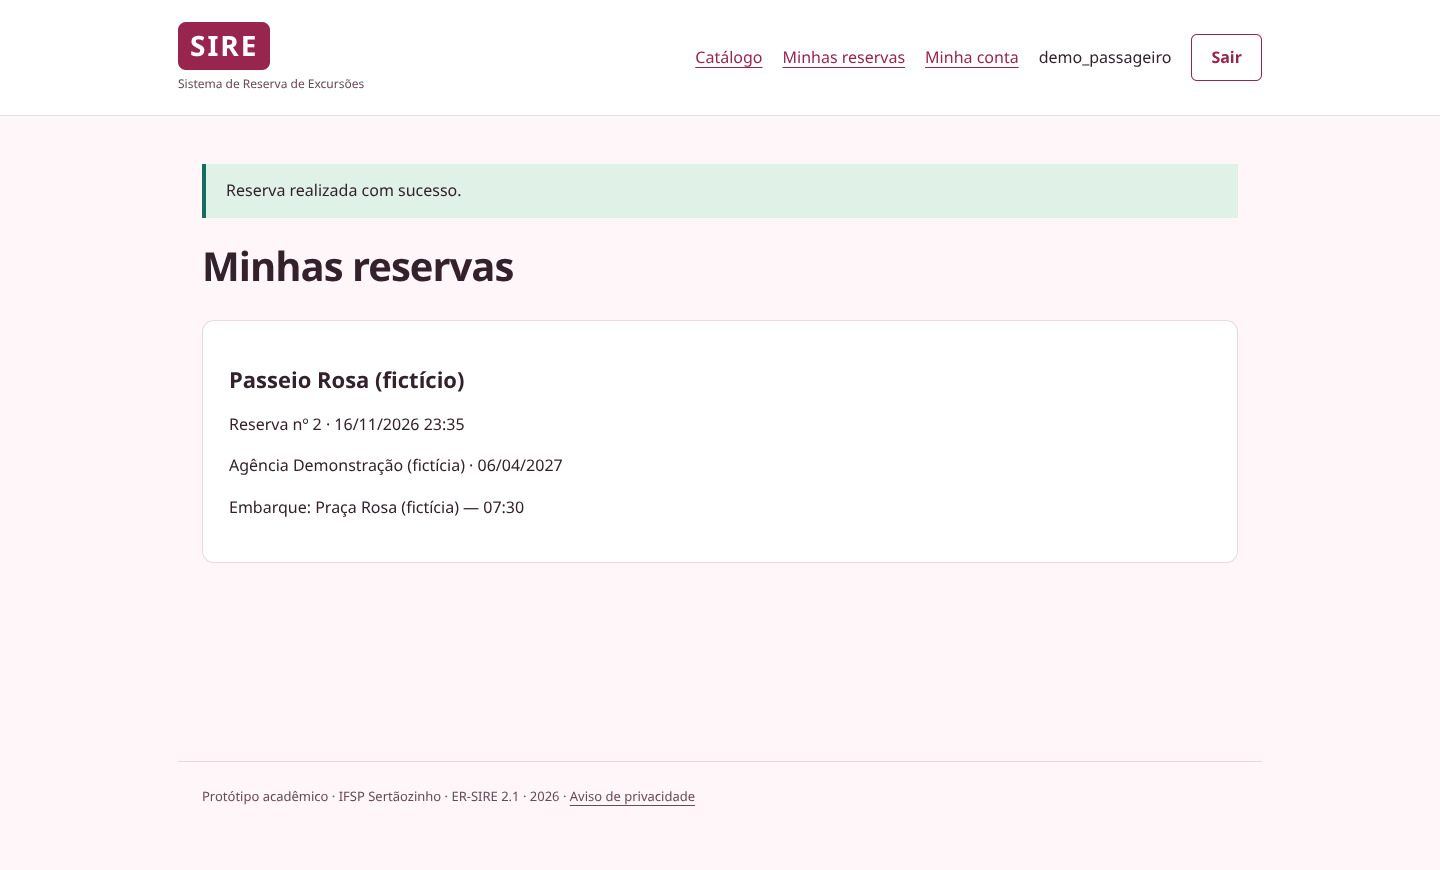 SIRE
Sistema de Reserva de Excursões
Catálogo Minhas reservas Minha conta demo_passageiro Sair
Reserva realizada com sucesso.
Minhas reservas
Passeio Rosa (fictício)
Reserva nº 2 · 16/11/2026 23:35
Agência Demonstração (fictícia) · 06/04/2027
Embarque: Praça Rosa (fictícia) — 07:30
Protótipo acadêmico · IFSP Sertãozinho · ER-SIRE 2.1 · 2026 · Aviso de privacidade